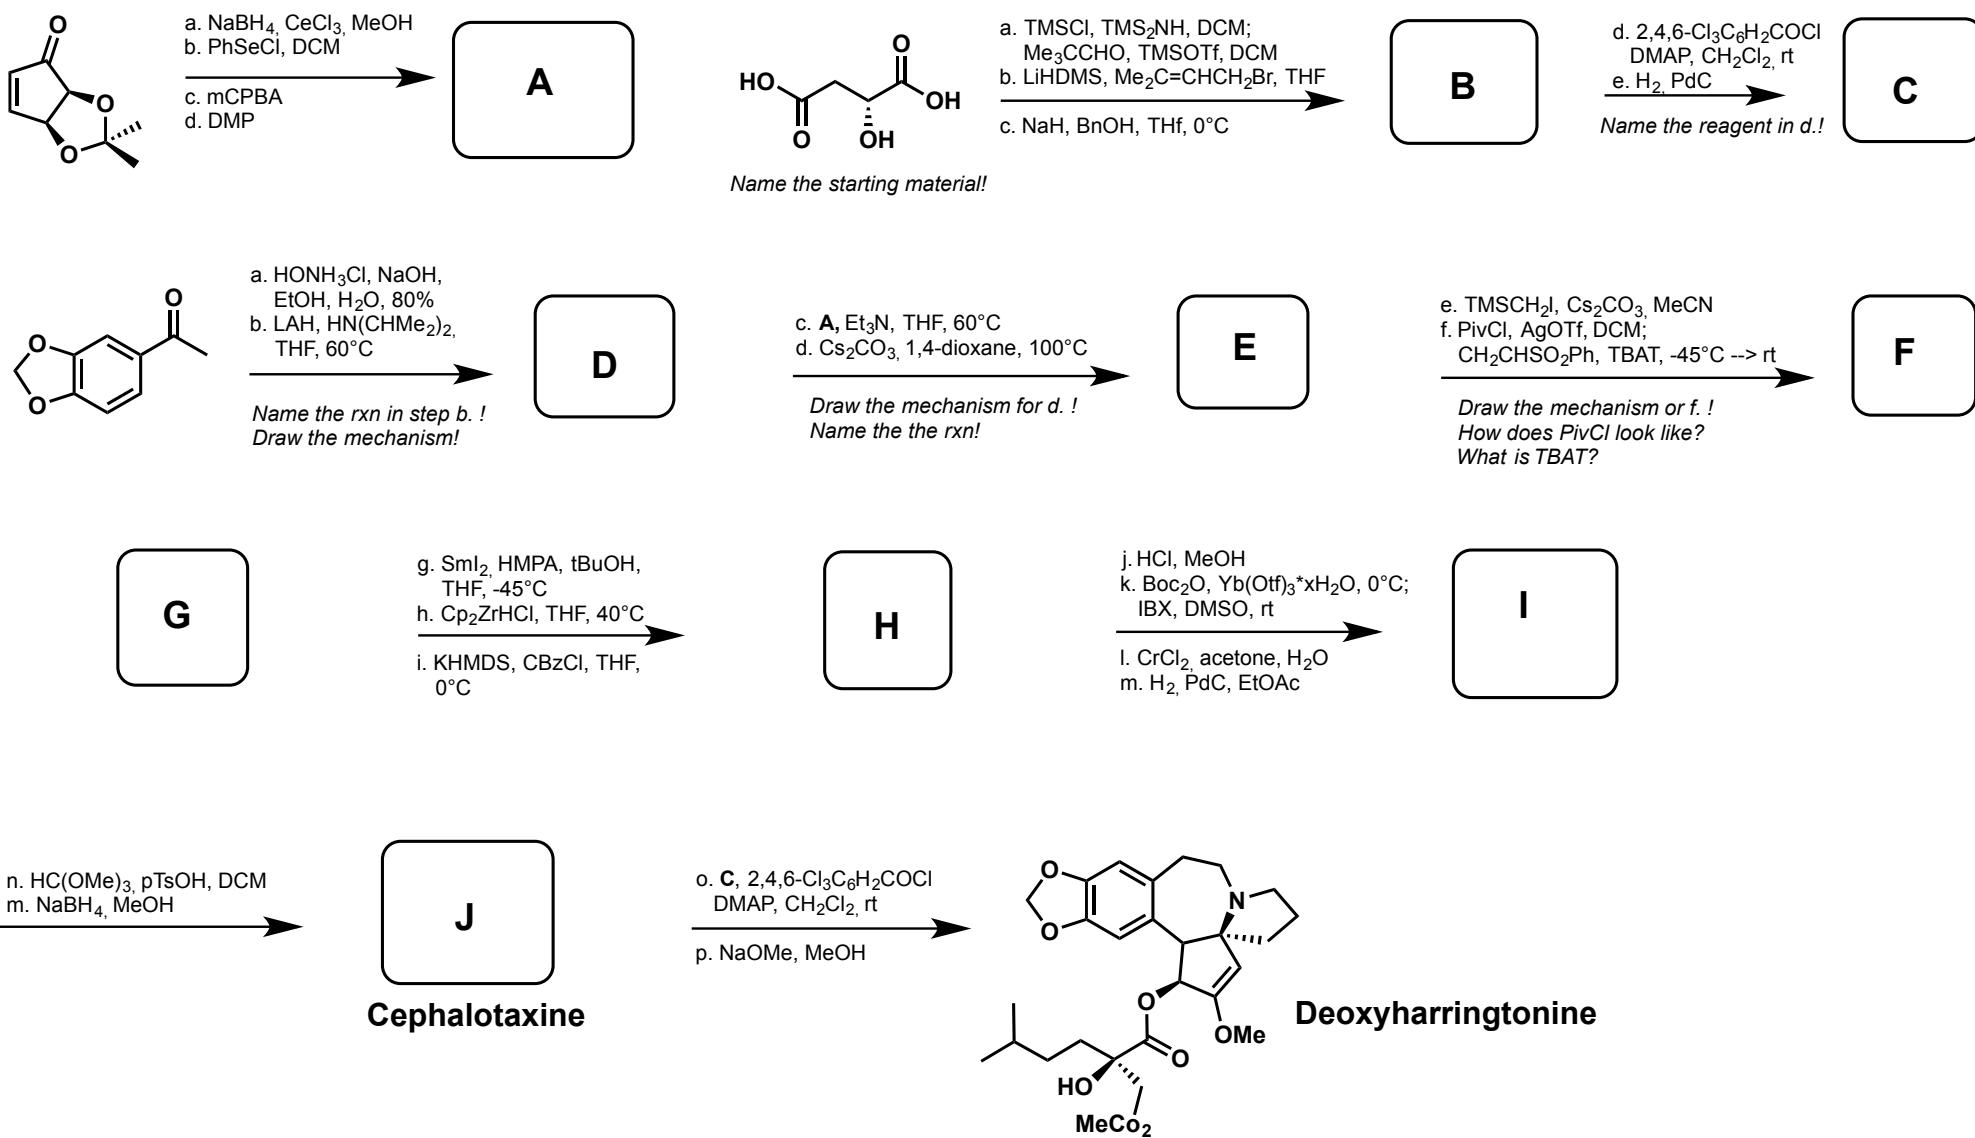 O
O
O
a. NaBH4, CeCl3, MeOH
b. PhSeCl, DCM
c. mCPBA
d. DMP
A
HO
O
O
OH
OH
Name the starting material!
a. TMSCl, TMS2NH, DCM;
Me3CCHO, TMSOTf, DCM
b. LiHDMS, Me2C=CHCH2Br, THF
c. NaH, BnOH, THf, 0°C
B
d. 2,4,6-Cl3C6H2COCl
DMAP, CH2Cl2, rt
e. H2, PdC
Name the reagent in d.!
C
O
O
O
a. HONH3Cl, NaOH,
EtOH, H2O, 80%
b. LAH, HN(CHMe2)2,
THF, 60°C
Name the rxn in step b. !
Draw the mechanism!
D
c. A, Et3N, THF, 60°C
d. Cs2CO3, 1,4-dioxane, 100°C
Draw the mechanism for d. !
Name the the rxn!
E
e. TMSCH2I, Cs2CO3, MeCN
f. PivCl, AgOTf, DCM;
CH2CHSO2Ph, TBAT, -45°C --> rt
Draw the mechanism or f. !
How does PivCl look like?
What is TBAT?
F
G
g. SmI2, HMPA, tBuOH,
THF, -45°C
h. Cp2ZrHCl, THF, 40°C
i. KHMDS, CBzCl, THF,
0°C
H
j. HCl, MeOH
k. Boc2O, Yb(Otf)3*xH2O, 0°C;
IBX, DMSO, rt
l. CrCl2, acetone, H2O
m. H2, PdC, EtOAc
I
n. HC(OMe)3, pTsOH, DCM
m. NaBH4, MeOH
J
Cephalotaxine
o. C, 2,4,6-Cl3C6H2COCl
DMAP, CH2Cl2, rt
p. NaOMe, MeOH
O
O
N
O
OMe
O
HO
MeCo2
Deoxyharringtonine